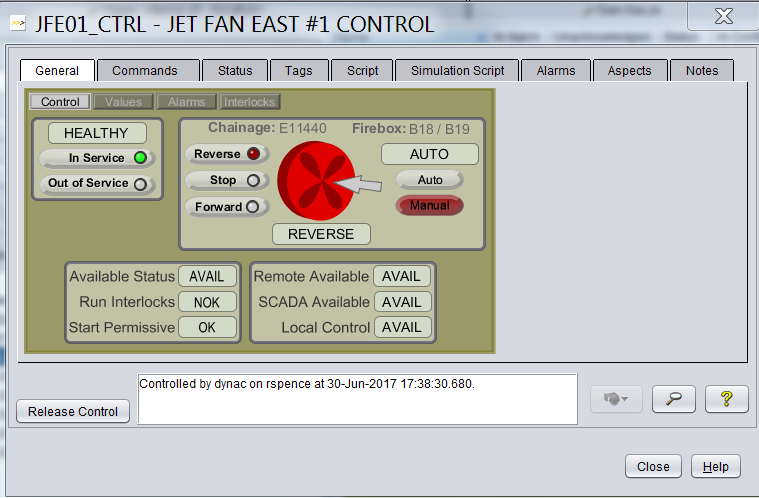 JFE01_CTRL - JET FAN EAST #1 CONTROL
General Commands Status Tags Script Simulation Script Alarms Aspects Notes
Control Values Alarms Interlocks
Chainage: E11440 Firebox: B18 / B19
HEALTHY
In Service
Out of Service
Reverse
Stop
Forward
REVERSE
AUTO
Auto
Manual
Available Status AVAIL
Run Interlocks NOK
Start Permissive OK
Remote Available AVAIL
SCADA Available AVAIL
Local Control AVAIL
Release Control
Controlled by dynac on rspence at 30-Jun-2017 17:38:30.680.
?
Close Help